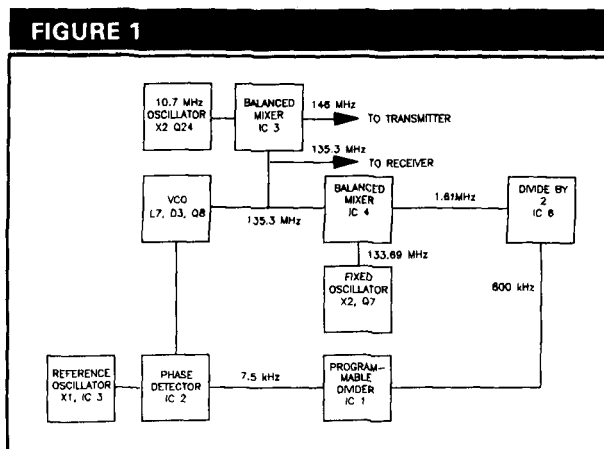 FIGURE 1
10.7 MHz
OSCILLATOR
X2 Q24
BALANCED
MIXER
IC 3
146 MHz
TO TRANSMITTER
135.3 MHz
TO RECEIVER
VCO
L7, D3, Q8
135.3 MHz
BALANCED
MIXER
IC 4
1.61MHz
DIVIDE BY
2
IC 6
133.69 MHz
FIXED
OSCILLATOR
X2, Q7
600 kHz
REFERENCE
OSCILLATOR
X1, IC 3
PHASE
DETECTOR
IC 2
7.5 kHz
PROGRAM-
MABLE
DIVIDER
IC 1